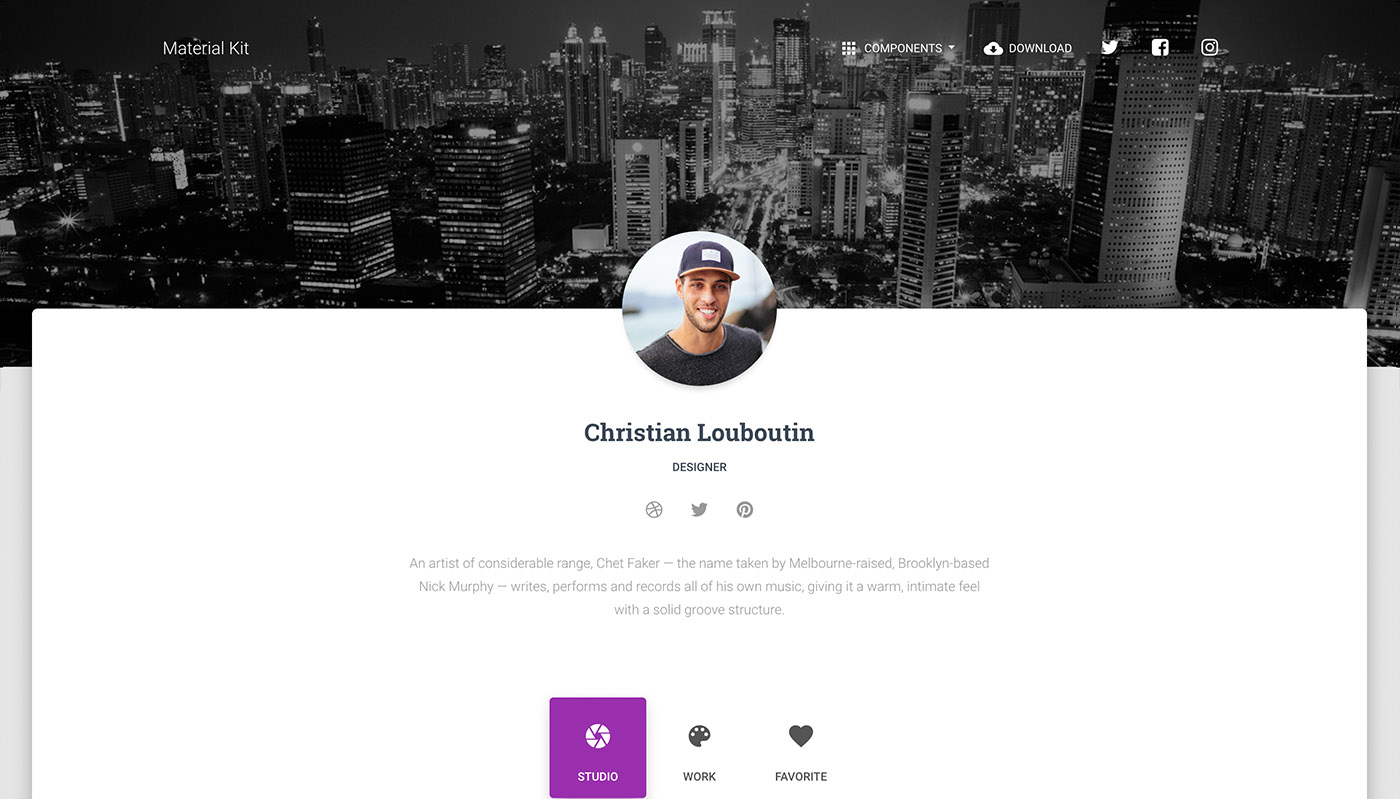 Material Kit
COMPONENTS
DOWNLOAD
Christian Louboutin
DESIGNER
An artist of considerable range, Chet Faker — the name taken by Melbourne-raised, Brooklyn-based
Nick Murphy — writes, performs and records all of his own music, giving it a warm, intimate feel
with a solid groove structure.
STUDIO
WORK
FAVORITE